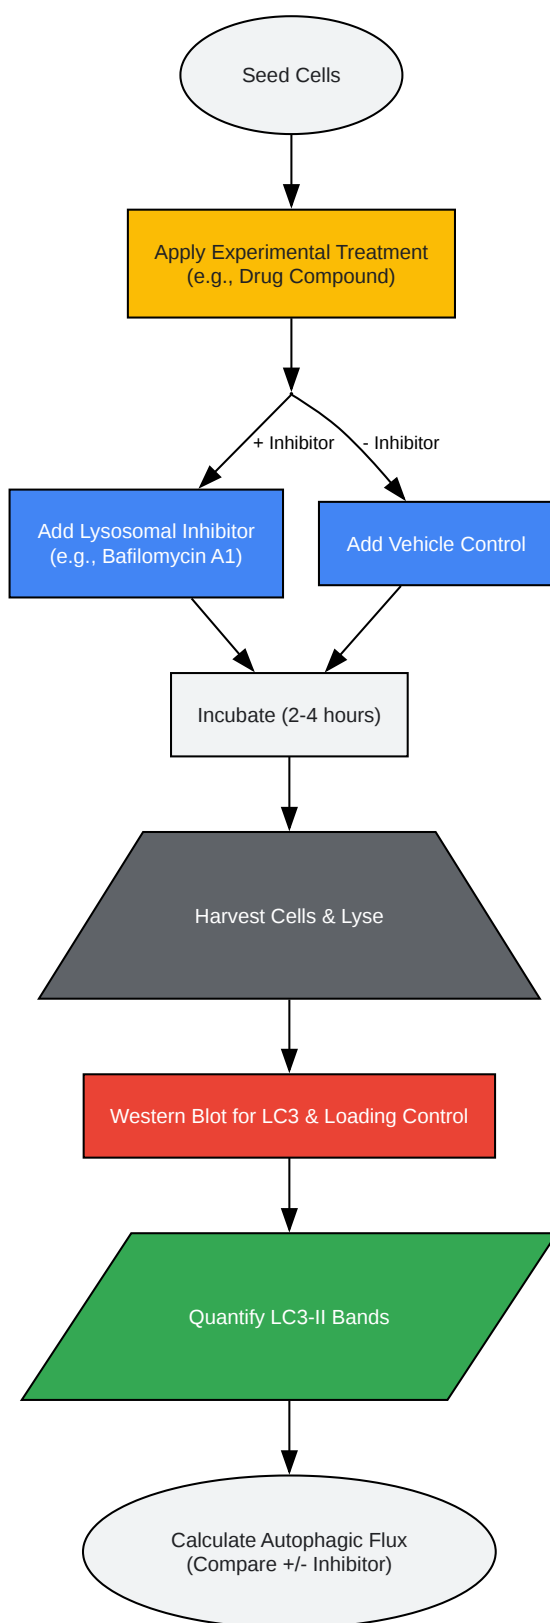 Seed Cells
Apply Experimental Treatment
(e.g., Drug Compound)
+ Inhibitor
- Inhibitor
Add Lysosomal Inhibitor
(e.g., Bafilomycin A1)
Add Vehicle Control
Incubate (2-4 hours)
Harvest Cells & Lyse
Western Blot for LC3 & Loading Control
Quantify LC3-II Bands
Calculate Autophagic Flux
(Compare +/- Inhibitor)